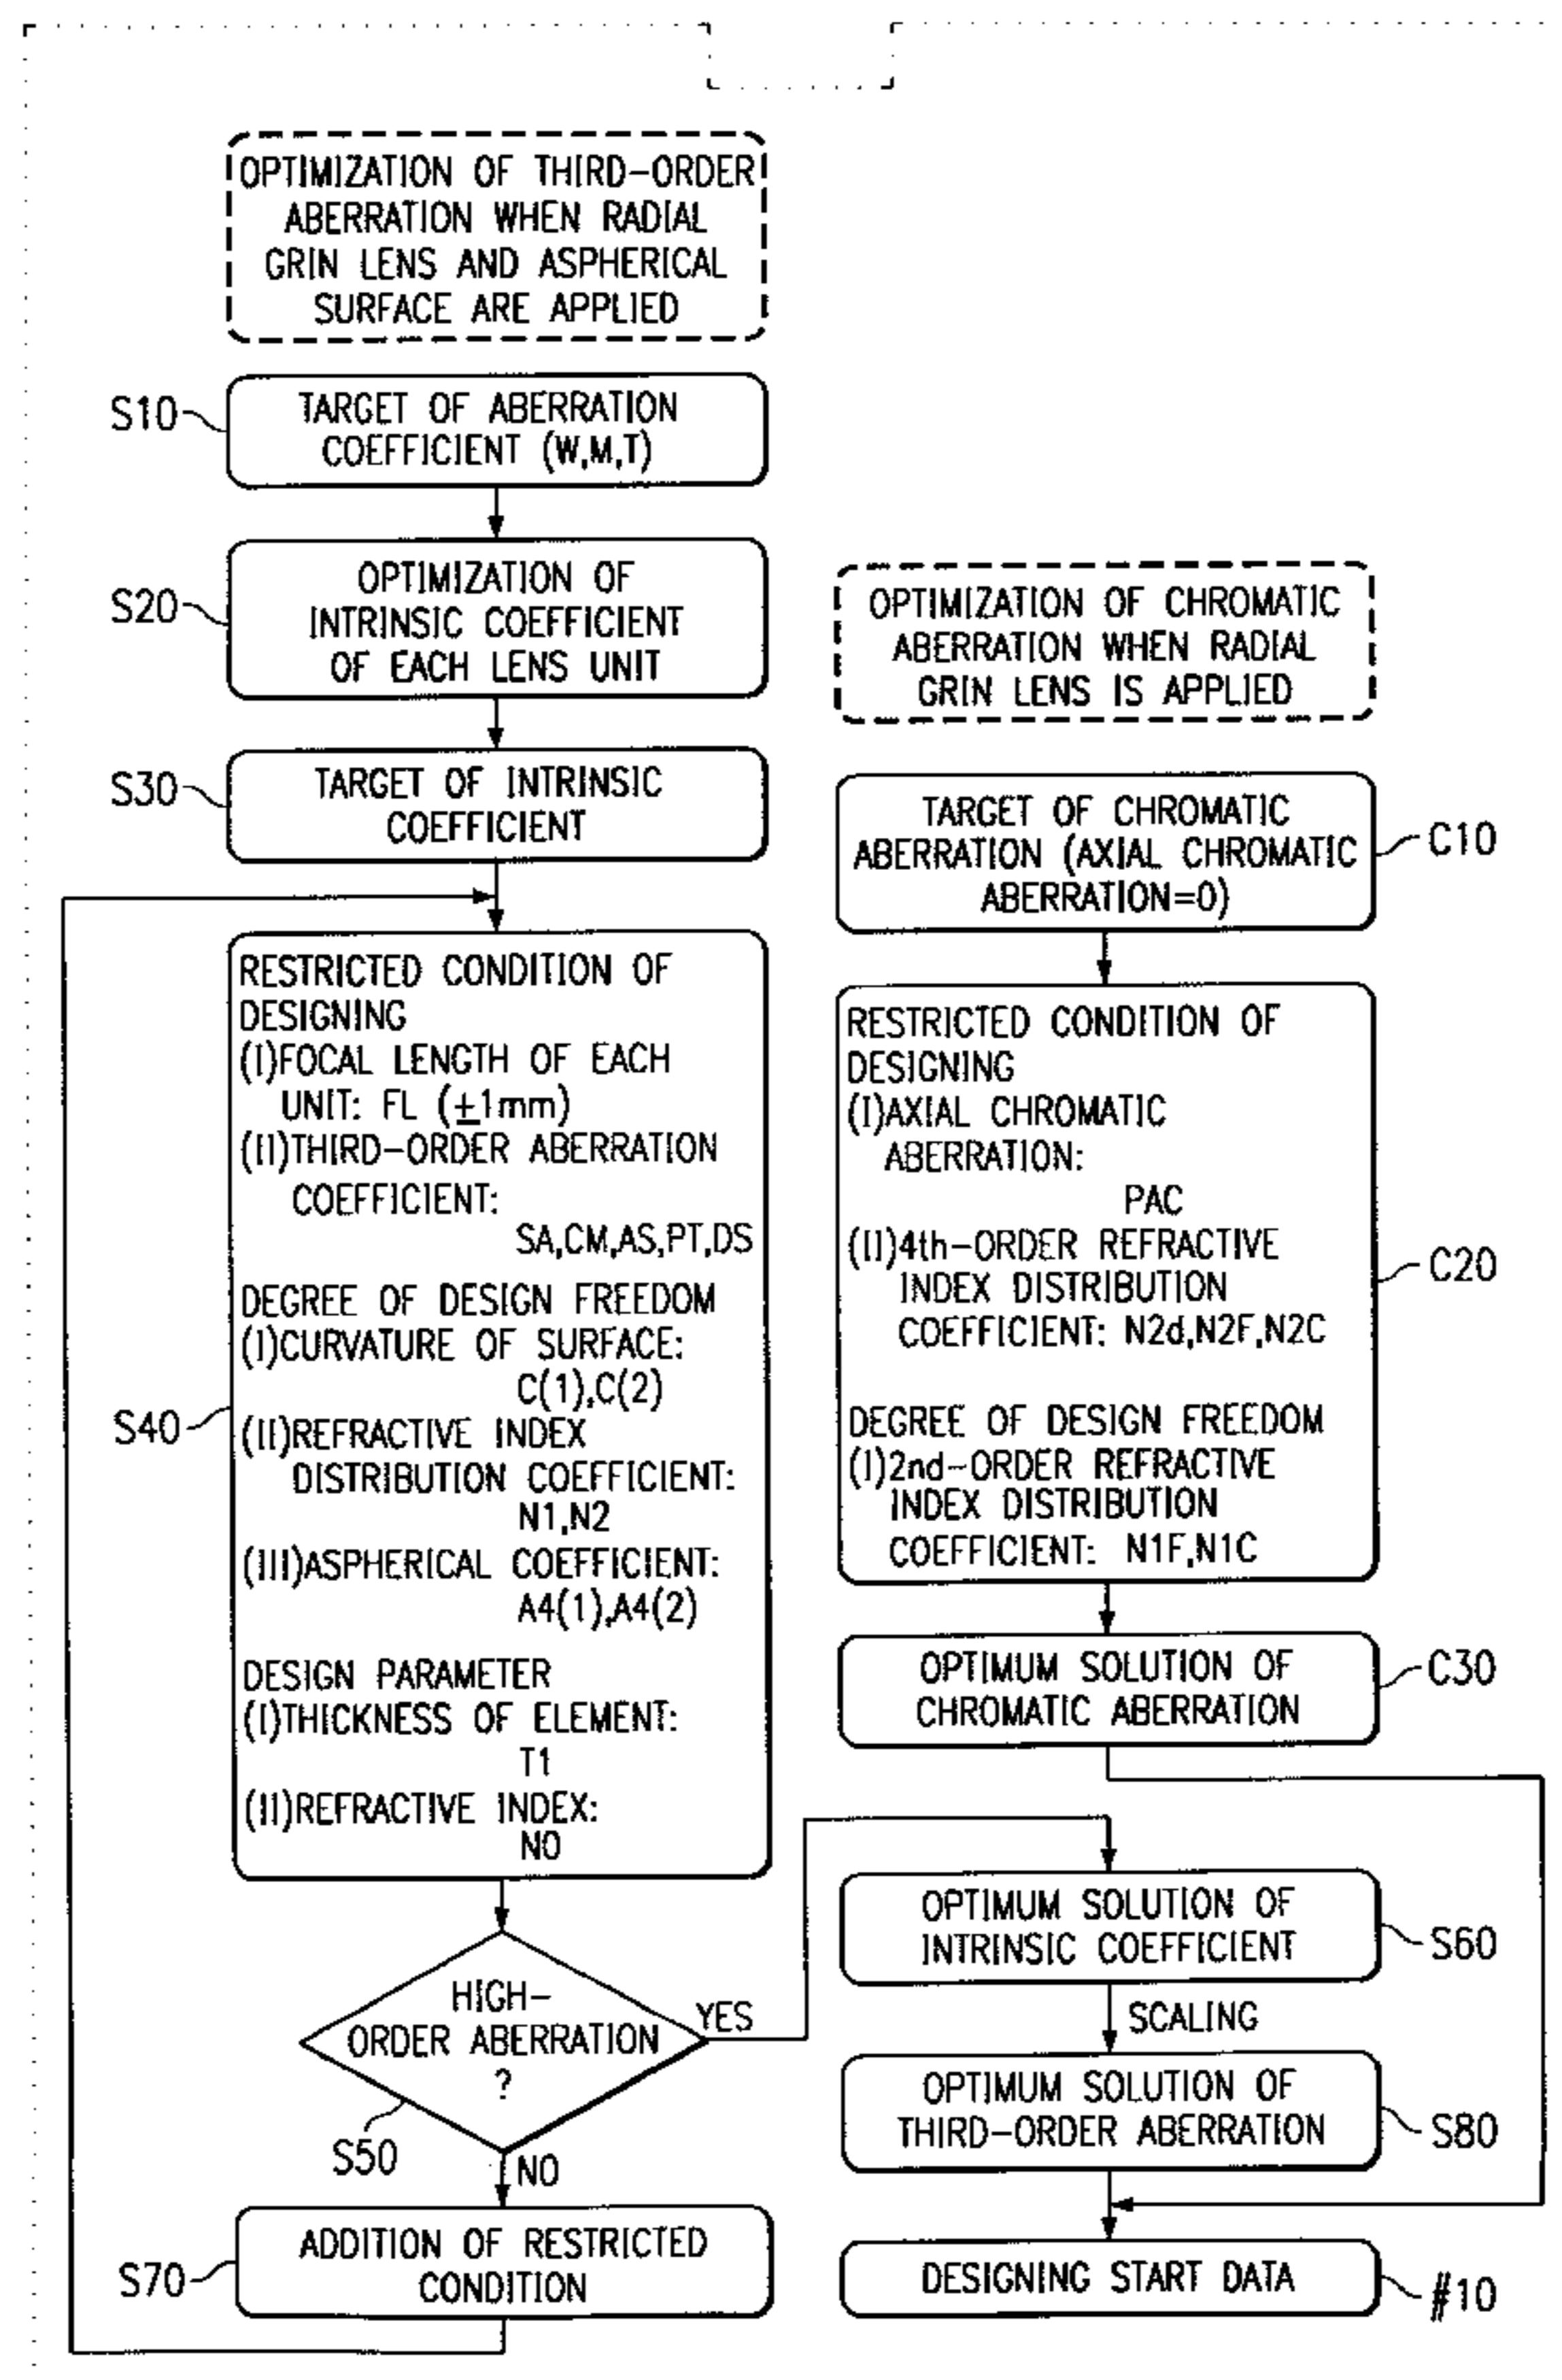 OPTIMIZATION OF THIRD-ORDER
ABERRATION WHEN RADIAL
GRIN LENS AND ASPHERICAL
SURFACE ARE APPLIED
S10
TARGET OF ABERRATION
COEFFICIENT (W,M,T)
S20
OPTIMIZATION OF
INTRINSIC COEFFICIENT
OF EACH LENS UNIT
S30
TARGET OF INTRINSIC
COEFFICIENT
S40
RESTRICTED CONDITION OF
DESIGNING
(I)FOCAL LENGTH OF EACH
UNIT: FL (±1mm)
(II)THIRD-ORDER ABERRATION
COEFFICIENT:
SA,CM,AS,PT,DS
DEGREE OF DESIGN FREEDOM
(I)CURVATURE OF SURFACE:
C(1),C(2)
(II)REFRACTIVE INDEX
DISTRIBUTION COEFFICIENT:
N1,N2
(III)ASPHERICAL COEFFICIENT:
A4(1),A4(2)
DESIGN PARAMETER
(I)THICKNESS OF ELEMENT:
T1
(II)REFRACTIVE INDEX:
N0
HIGH-
ORDER ABERRATION
?
YES
S50
NO
S70
ADDITION OF RESTRICTED
CONDITION
OPTIMIZATION OF CHROMATIC
ABERRATION WHEN RADIAL
GRIN LENS IS APPLIED
TARGET OF CHROMATIC
ABERRATION (AXIAL CHROMATIC
ABERRATION=0)
C10
RESTRICTED CONDITION OF
DESIGNING
(I)AXIAL CHROMATIC
ABERRATION:
PAC
(II)4th-ORDER REFRACTIVE
INDEX DISTRIBUTION
COEFFICIENT: N2d,N2F,N2C
DEGREE OF DESIGN FREEDOM
(I)2nd-ORDER REFRACTIVE
INDEX DISTRIBUTION
COEFFICIENT: N1F,N1C
C20
OPTIMUM SOLUTION OF
CHROMATIC ABERRATION
C30
OPTIMUM SOLUTION OF
INTRINSIC COEFFICIENT
S60
SCALING
OPTIMUM SOLUTION OF
THIRD-ORDER ABERRATION
S80
DESIGNING START DATA
#10